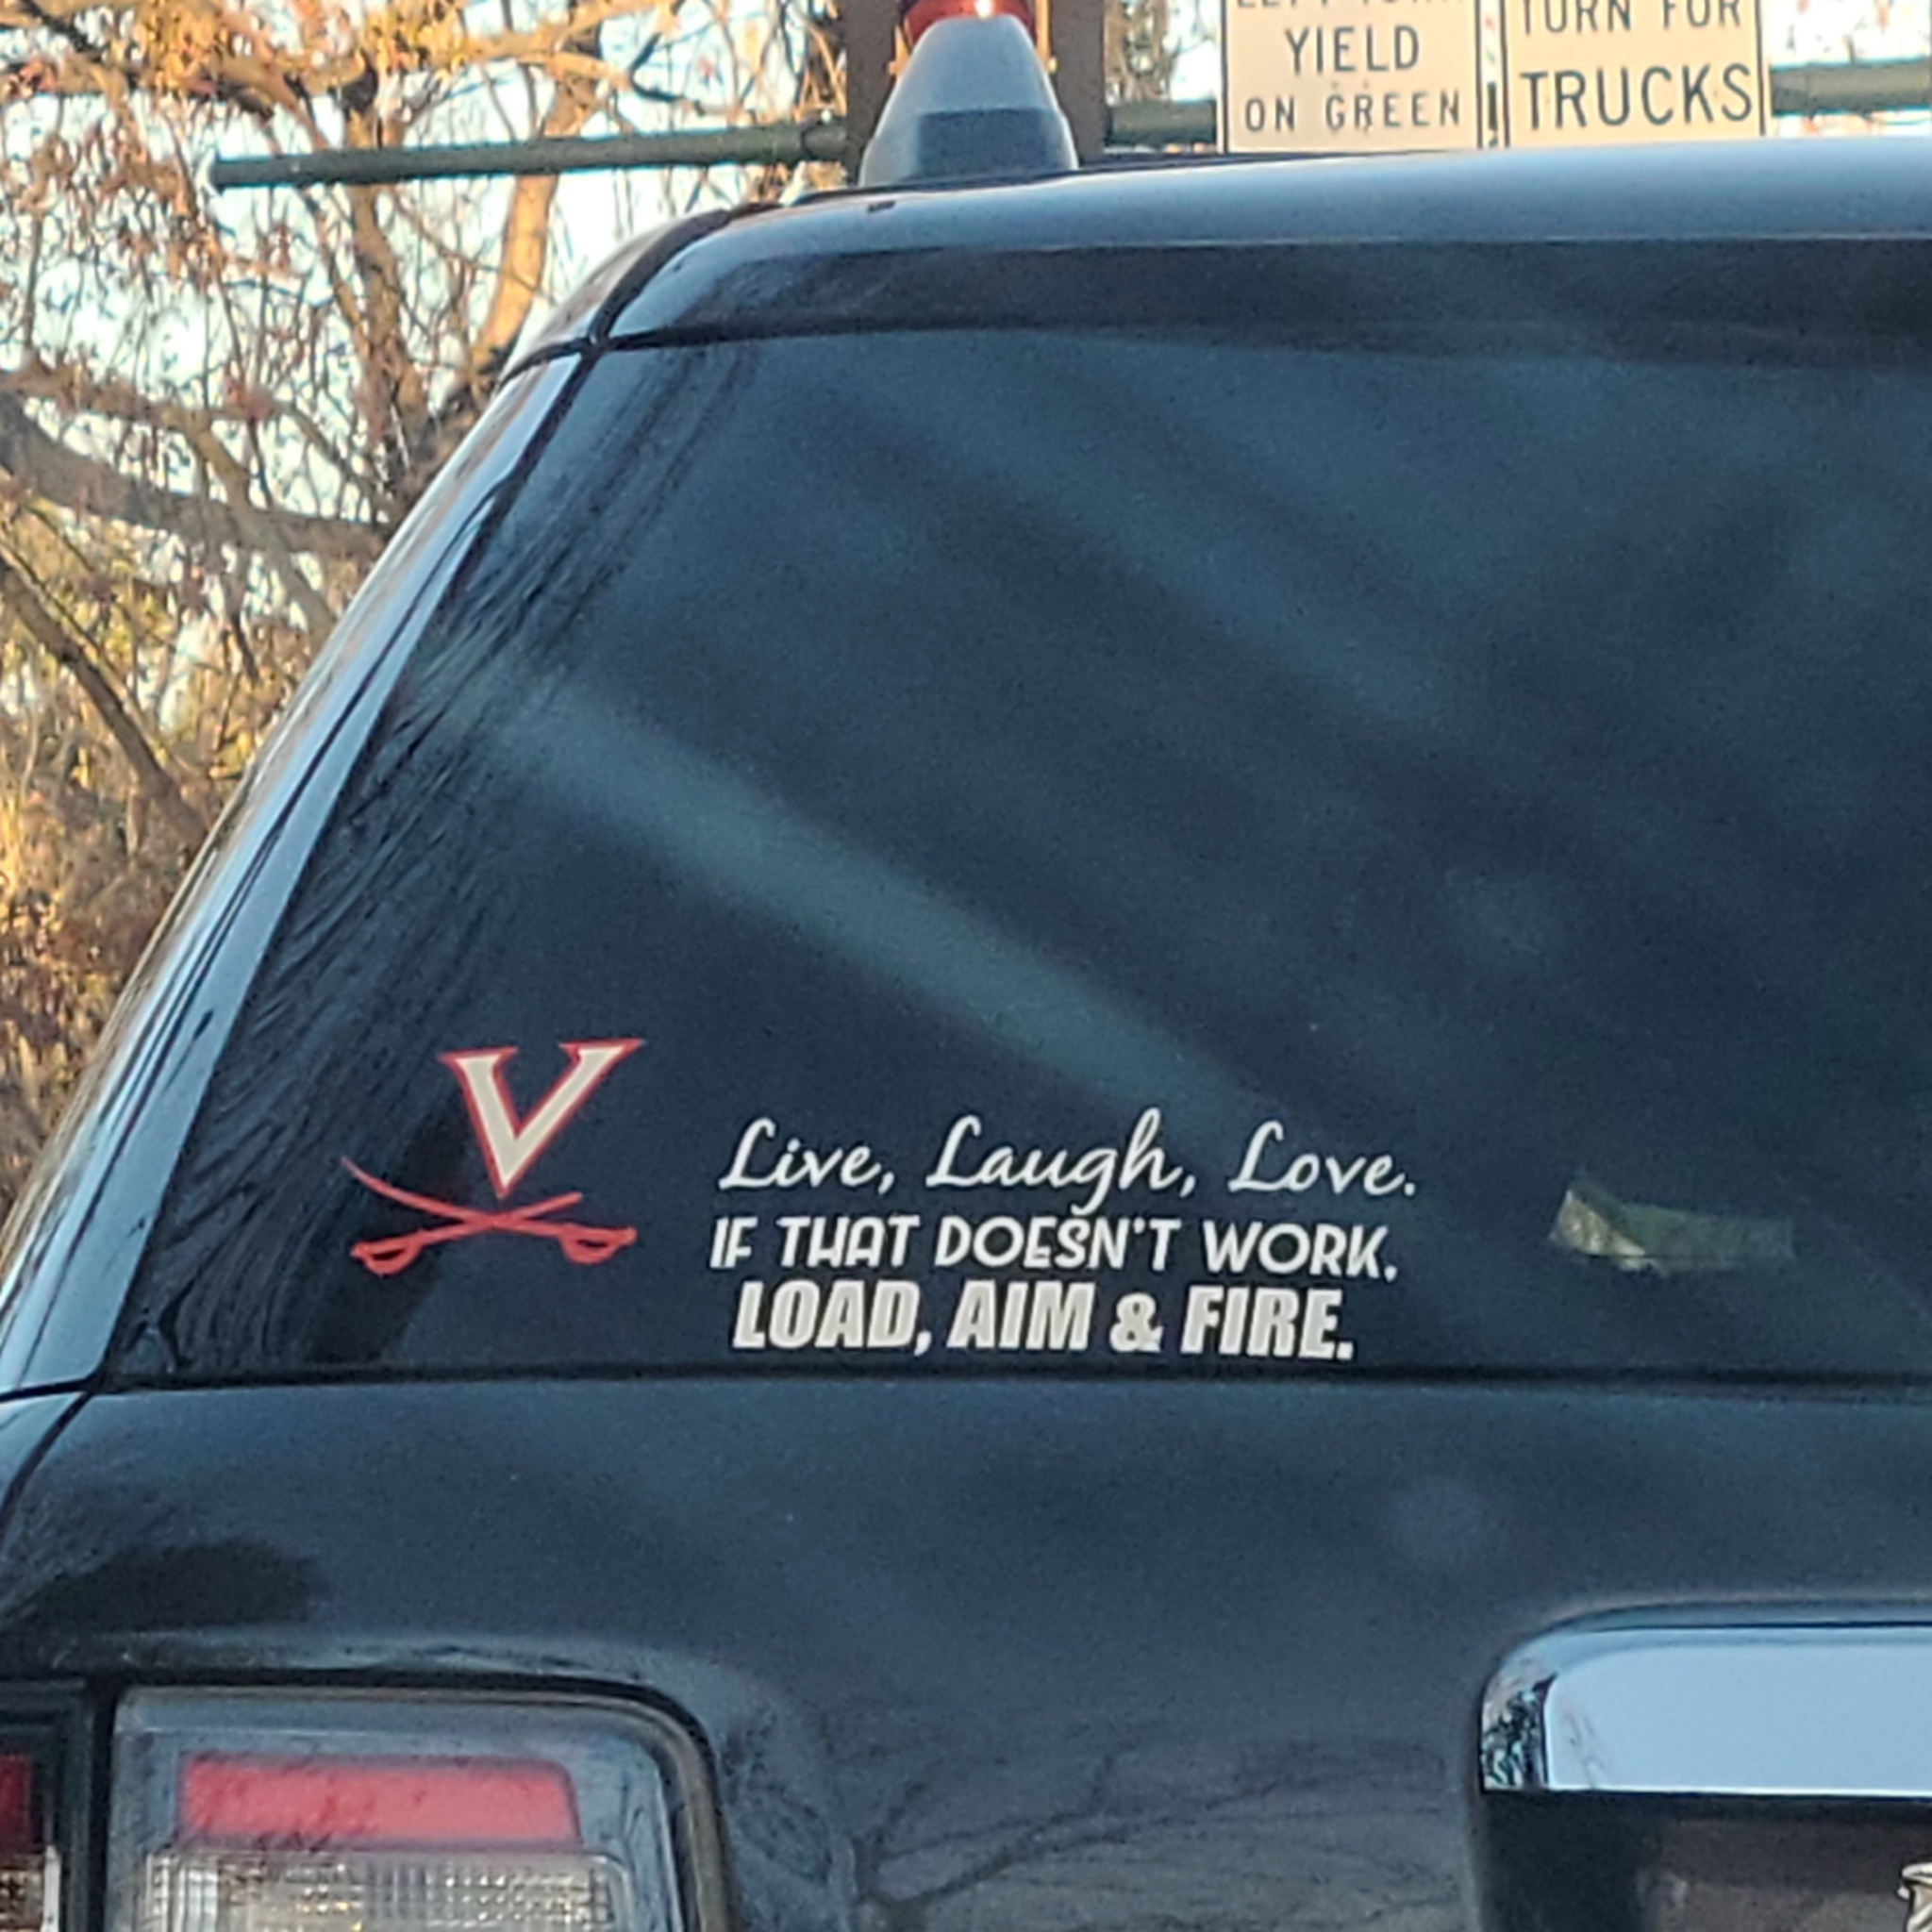 YIELD
ON GREEN
TURN FOR
TRUCKS
V
Live, Laugh, Love.
IF THAT DOESN'T WORK.
LOAD, AIM & FIRE.